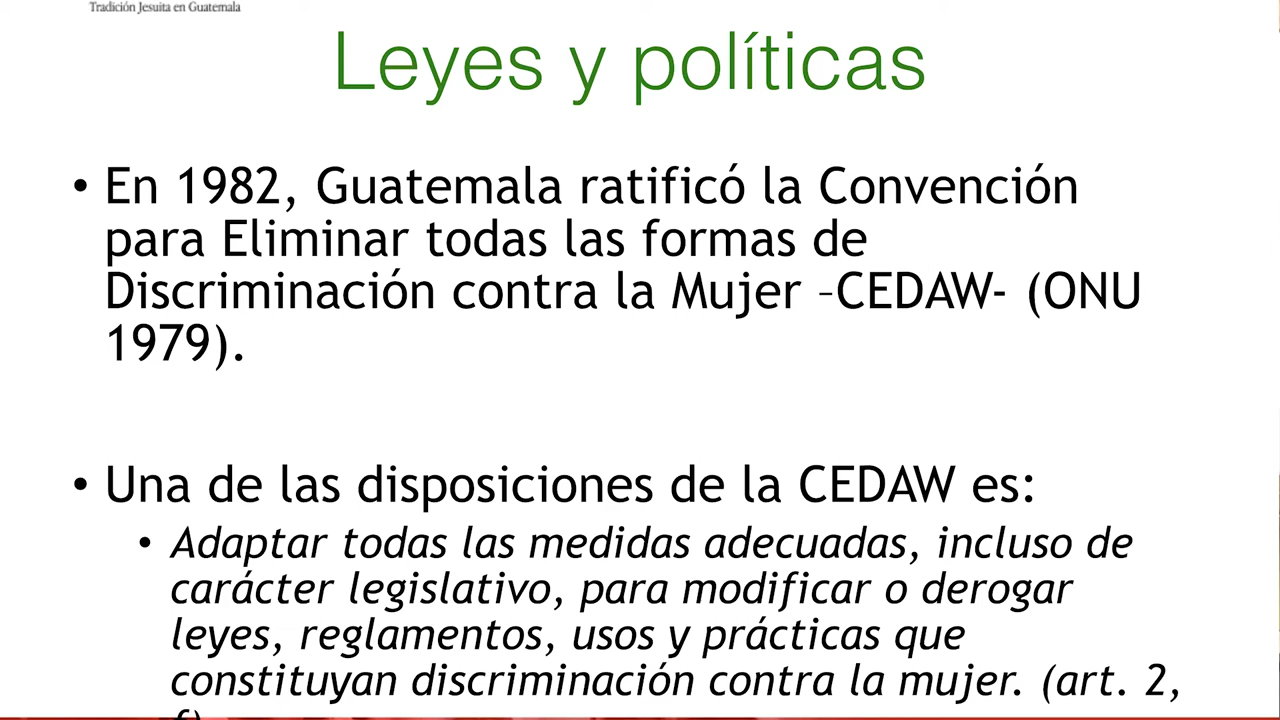 Tradición Jesuita en Guatemala
Leyes y políticas
• En 1982, Guatemala ratificó la Convención
para Eliminar todas las formas de
Discriminación contra la Mujer –CEDAW- (ONU
1979).
• Una de las disposiciones de la CEDAW es:
• Adaptar todas las medidas adecuadas, incluso de
carácter legislativo, para modificar o derogar
leyes, reglamentos, usos y prácticas que
constituyan discriminación contra la mujer. (art. 2,